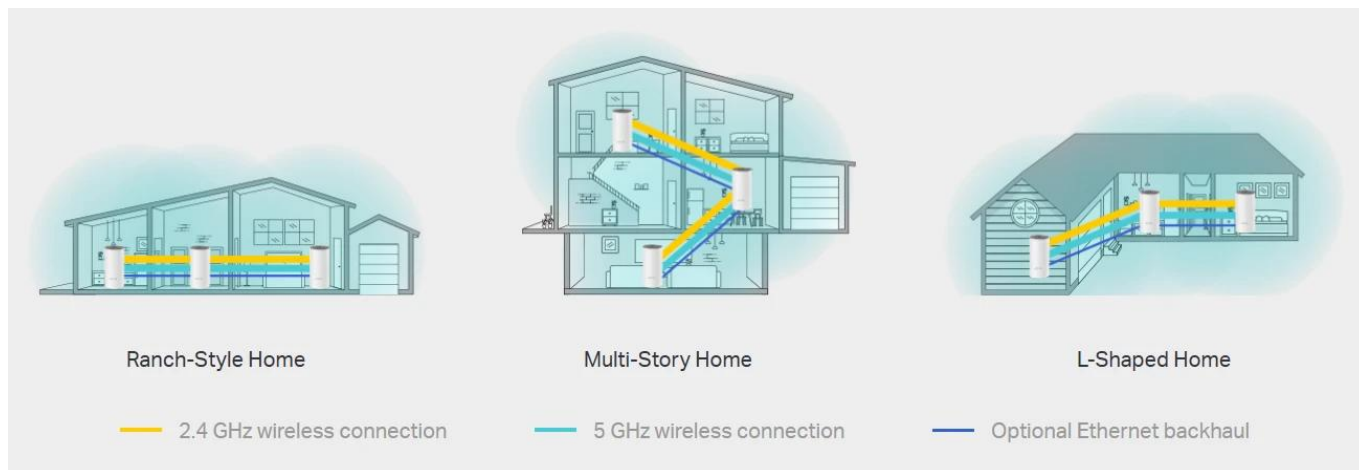 Ranch-Style Home
Multi-Story Home
L-Shaped Home
2.4 GHz wireless connection
5 GHz wireless connection
Optional Ethernet backhaul